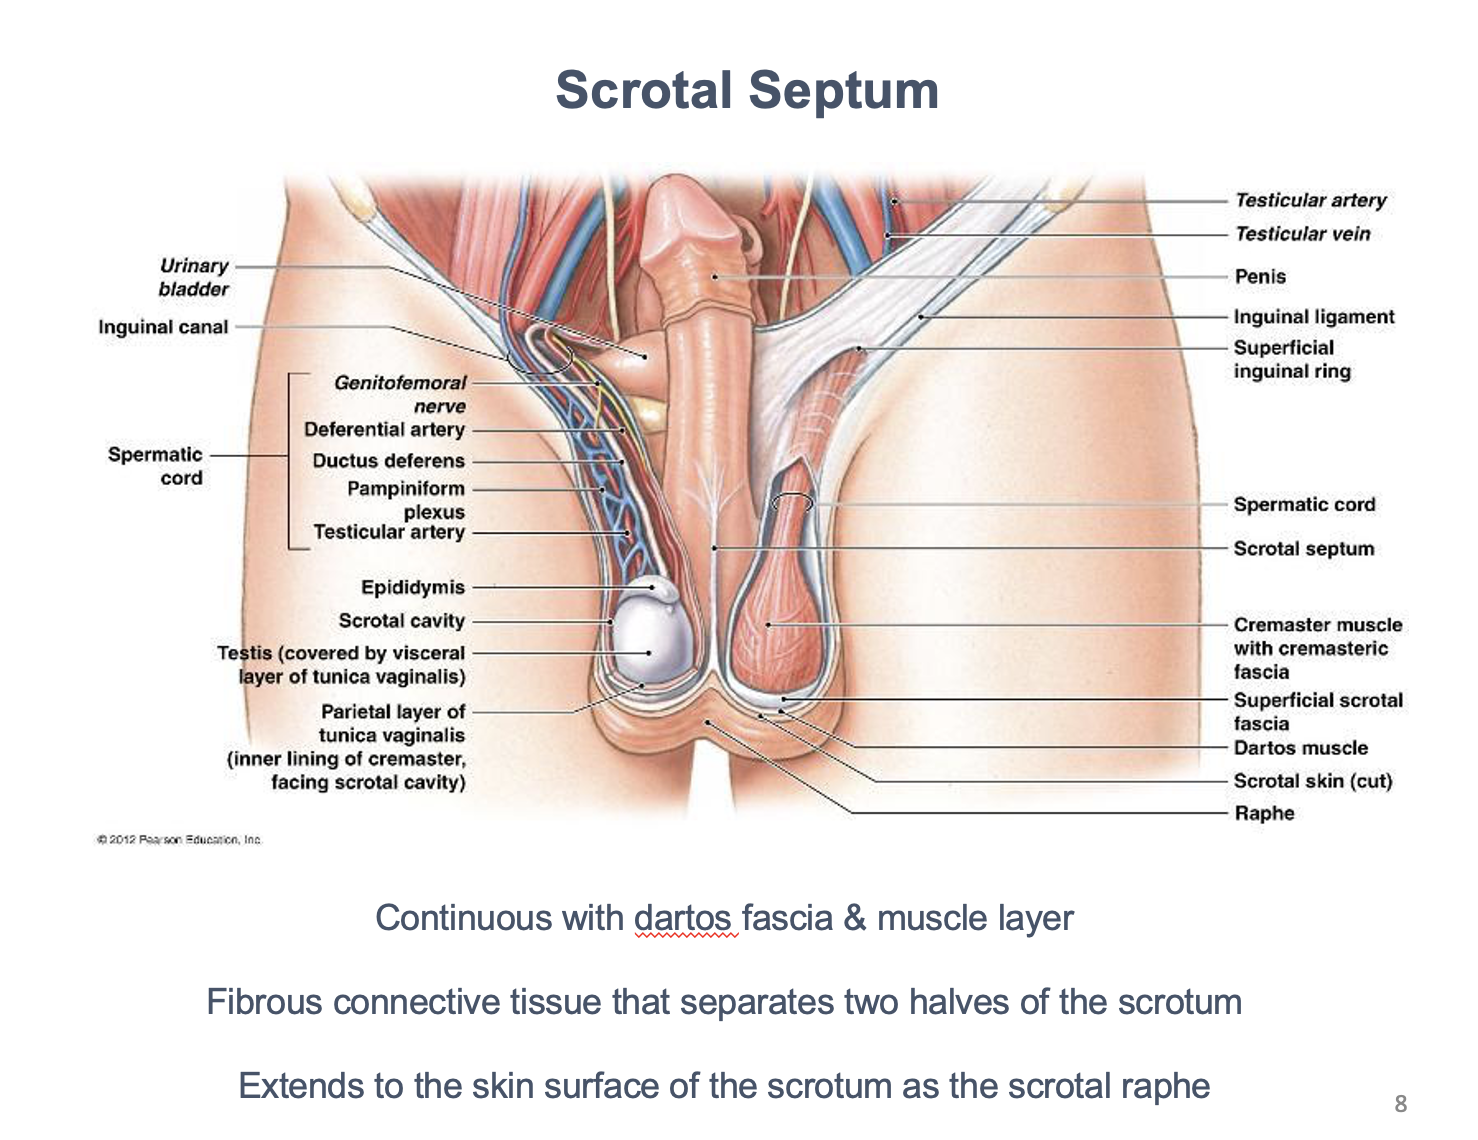 Scrotal Septum
Urinary
bladder
Inguinal canal
Genitofemoral
nerve
Deferential artery
Spermatic
cord
Ductus deferens
Pampiniform
plexus
Testicular artery
Epididymis
Scrotal cavity
Testis (covered by visceral
layer of tunica vaginalis)
Parietal layer of
tunica vaginalis
(inner lining of cremaster,
facing scrotal cavity)
Testicular artery
Testicular vein
Penis
Inguinal ligament
Superficial
inguinal ring
Spermatic cord
Scrotal septum
Cremaster muscle
with cremasteric
fascia
Superficial scrotal
fascia
Dartos muscle
Scrotal skin (cut)
Raphe
© 2012 Pearson Education, Inc.
Continuous with dartos fascia & muscle layer
Fibrous connective tissue that separates two halves of the scrotum
Extends to the skin surface of the scrotum as the scrotal raphe
8